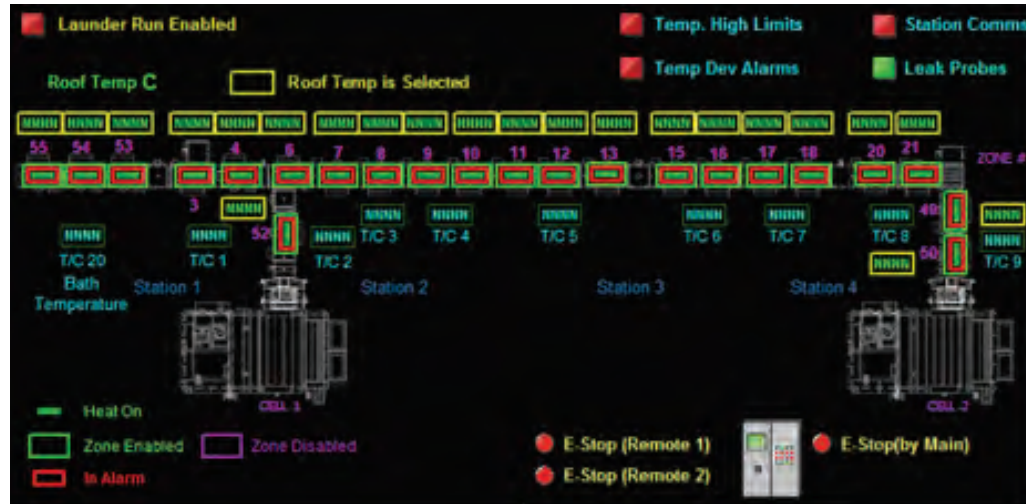 Launder Run Enabled
Temp. High Limits
Station Comms
Temp Dev Alarms
Leak Probes
Roof Temp C
Roof Temp is Selected
NNNN NNNN NNNN NNNN NNNN NNNN NNNN NNNN NNNN NNNN NNNN NNNN NNNN NNNN NNNN NNNN NNNN NNNN NNNN
55 54 53 4 6 7 8 9 10 11 12 13 15 16 17 18 20 21 ZONE #
3 NNNN NNNN NNNN NNNN NNNN NNNN NNNN 49 NNNN
NNNN NNNN 52 NNNN T/C 3 T/C 4 T/C 5 T/C 6 T/C 7 T/C 8 NNNN
T/C 20 T/C 1 T/C 2 NNNN 50 T/C 9
Bath
Temperature
Station 1 Station 2 Station 3 Station 4
CELL 1 CELL 2
Heat On
Zone Enabled
Zone Disabled
In Alarm
E-Stop (Remote 1)
E-Stop(by Main)
E-Stop (Remote 2)